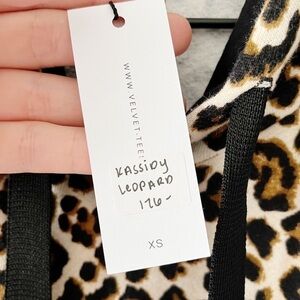 WWW.VELVET-TEE
KASSIDY
LEOPARD
176-
XS